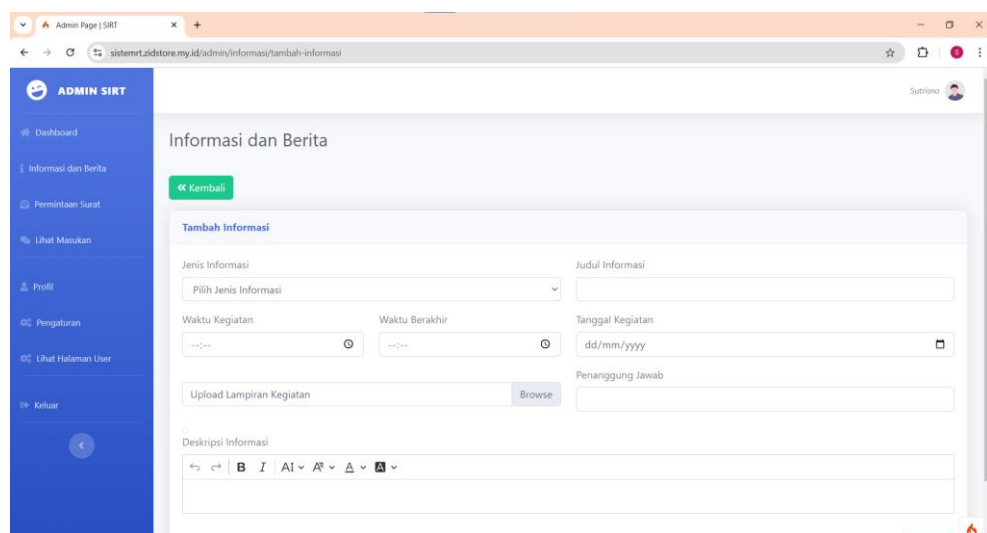 Admin Page | SIRT
sistemrt.zidstore.my.id/admin/informasi/tambah-informasi
S
ADMIN SIRT
Sutrisno
Dashboard
Informasi dan Berita
Permintaan Surat
Lihat Masukan
Profil
Pengaturan
Lihat Halaman User
Keluar
Informasi dan Berita
Kembali
Tambah Informasi
Jenis Informasi
Judul Informasi
Pilih Jenis Informasi
Waktu Kegiatan
Waktu Berakhir
Tanggal Kegiatan
--:--
--:--
dd/mm/yyyy
Penanggung Jawab
Upload Lampiran Kegiatan
Browse
Deskripsi Informasi
B I AI A A A